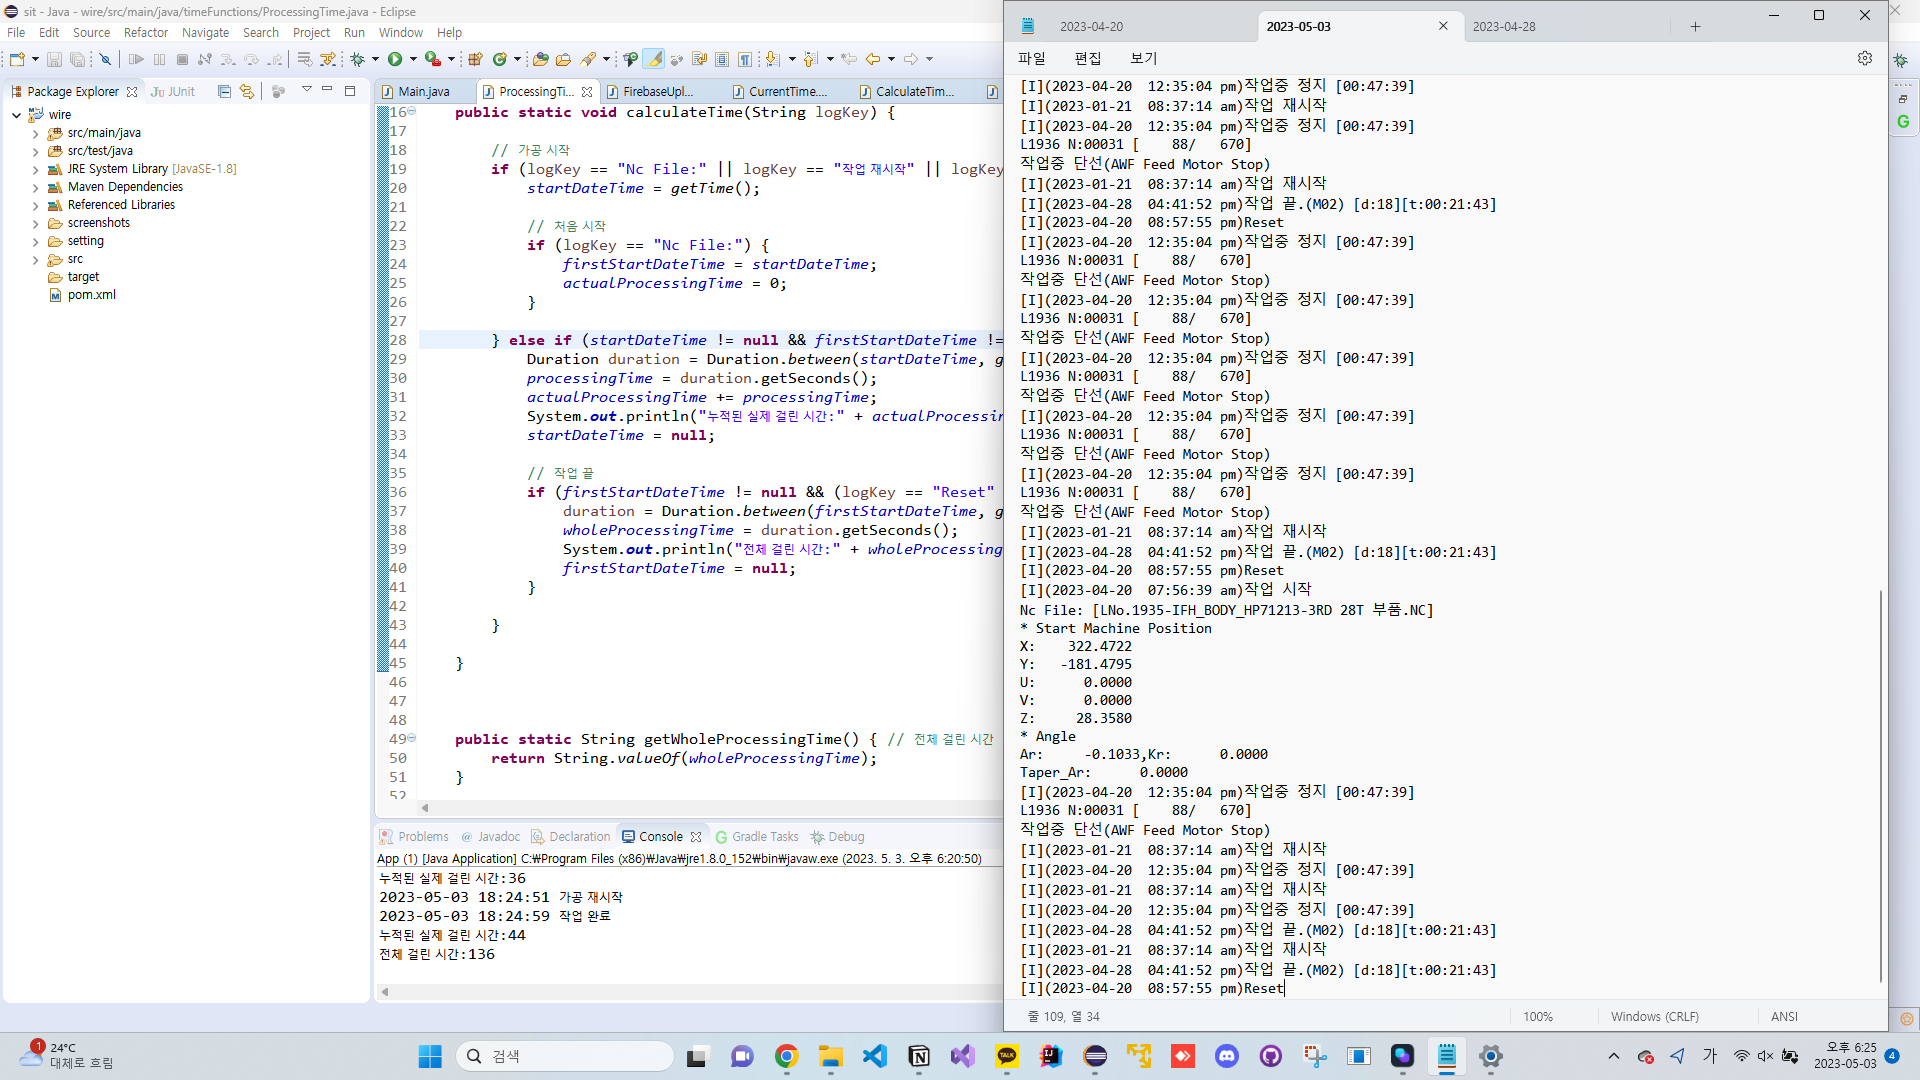 sit - Java - wire/src/main/java/timeFunctions/ProcessingTime.java - Eclipse
File Edit Source Refactor Navigate Search Project Run Window Help
Package Explorer JUnit
wire
src/main/java
src/test/java
JRE System Library [JavaSE-1.8]
Maven Dependencies
Referenced Libraries
screenshots
setting
src
target
pom.xml
Main.java ProcessingTi... FirebaseUpl... CurrentTime.... CalculateTim...
16 public static void calculateTime(String logKey) {
17
18 // 가공 시작
19 if (logKey == "Nc File:" || logKey == "작업 재시작" || logKey
20 startDateTime = getTime();
21
22 // 처음 시작
23 if (logKey == "Nc File:") {
24 firstStartDateTime = startDateTime;
25 actualProcessingTime = 0;
26 }
27
28 } else if (startDateTime != null && firstStartDateTime !=
29 Duration duration = Duration.between(startDateTime, g
30 processingTime = duration.getSeconds();
31 actualProcessingTime += processingTime;
32 System.out.println("누적된 실제 걸린 시간:" + actualProcessin
33 startDateTime = null;
34
35 // 작업 끝
36 if (firstStartDateTime != null && (logKey == "Reset"
37 duration = Duration.between(firstStartDateTime, g
38 wholeProcessingTime = duration.getSeconds();
39 System.out.println("전체 걸린 시간:" + wholeProcessing
40 firstStartDateTime = null;
41 }
42
43 }
44
45 }
46
47
48
49 public static String getWholeProcessingTime() { // 전체 걸린 시간
50 return String.valueOf(wholeProcessingTime);
51 }
52
Problems Javadoc Declaration Console Gradle Tasks Debug
App (1) [Java Application] C:₩Program Files (x86)₩Java₩jre1.8.0_152₩bin₩javaw.exe (2023. 5. 3. 오후 6:20:50)
누적된 실제 걸린 시간:36
2023-05-03 18:24:51 가공 재시작
2023-05-03 18:24:59 작업 완료
누적된 실제 걸린 시간:44
전체 걸린 시간:136
2023-04-20 2023-05-03 2023-04-28
파일 편집 보기
[I](2023-04-20 12:35:04 pm)작업중 정지 [00:47:39]
[I](2023-01-21 08:37:14 am)작업 재시작
[I](2023-04-20 12:35:04 pm)작업중 정지 [00:47:39]
L1936 N:00031 [ 88/ 670]
작업중 단선(AWF Feed Motor Stop)
[I](2023-01-21 08:37:14 am)작업 재시작
[I](2023-04-28 04:41:52 pm)작업 끝.(M02) [d:18][t:00:21:43]
[I](2023-04-20 08:57:55 pm)Reset
[I](2023-04-20 12:35:04 pm)작업중 정지 [00:47:39]
L1936 N:00031 [ 88/ 670]
작업중 단선(AWF Feed Motor Stop)
[I](2023-04-20 12:35:04 pm)작업중 정지 [00:47:39]
L1936 N:00031 [ 88/ 670]
작업중 단선(AWF Feed Motor Stop)
[I](2023-04-20 12:35:04 pm)작업중 정지 [00:47:39]
L1936 N:00031 [ 88/ 670]
작업중 단선(AWF Feed Motor Stop)
[I](2023-04-20 12:35:04 pm)작업중 정지 [00:47:39]
L1936 N:00031 [ 88/ 670]
작업중 단선(AWF Feed Motor Stop)
[I](2023-04-20 12:35:04 pm)작업중 정지 [00:47:39]
L1936 N:00031 [ 88/ 670]
작업중 단선(AWF Feed Motor Stop)
[I](2023-01-21 08:37:14 am)작업 재시작
[I](2023-04-28 04:41:52 pm)작업 끝.(M02) [d:18][t:00:21:43]
[I](2023-04-20 08:57:55 pm)Reset
[I](2023-04-20 07:56:39 am)작업 시작
Nc File: [LNo.1935-IFH_BODY_HP71213-3RD 28T 부품.NC]
* Start Machine Position
X: 322.4722
Y: -181.4795
U: 0.0000
V: 0.0000
Z: 28.3580
* Angle
Ar: -0.1033,Kr: 0.0000
Taper_Ar: 0.0000
[I](2023-04-20 12:35:04 pm)작업중 정지 [00:47:39]
L1936 N:00031 [ 88/ 670]
작업중 단선(AWF Feed Motor Stop)
[I](2023-01-21 08:37:14 am)작업 재시작
[I](2023-04-20 12:35:04 pm)작업중 정지 [00:47:39]
[I](2023-01-21 08:37:14 am)작업 재시작
[I](2023-04-20 12:35:04 pm)작업중 정지 [00:47:39]
[I](2023-04-28 04:41:52 pm)작업 끝.(M02) [d:18][t:00:21:43]
[I](2023-01-21 08:37:14 am)작업 재시작
[I](2023-04-28 04:41:52 pm)작업 끝.(M02) [d:18][t:00:21:43]
[I](2023-04-20 08:57:55 pm)Reset
줄 109, 열 34 100% Windows (CRLF) ANSI
1 24°C
대체로 흐림
검색
TALK
가
오후 6:25
2023-05-03
4